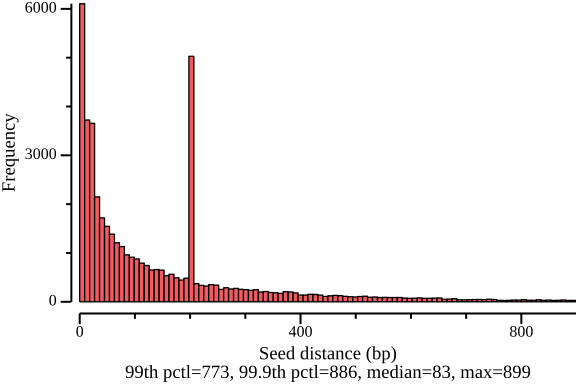 6000
3000
0
Frequency
0
400
800
Seed distance (bp)
99th pctl=773, 99.9th pctl=886, median=83, max=899